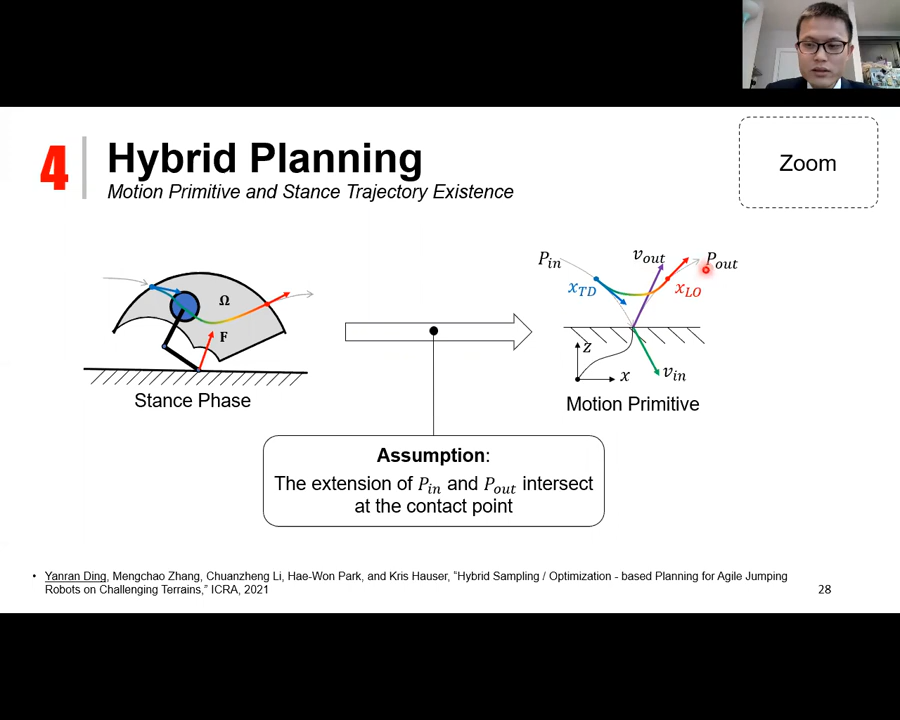 4
Hybrid Planning
Motion Primitive and Stance Trajectory Existence
Zoom
Ω
F
Stance Phase
P_in
v_out
P_out
x_TD
x_LO
z
x
v_in
Motion Primitive
Assumption:
The extension of P_in and P_out intersect
at the contact point
• Yanran Ding, Mengchao Zhang, Chuanzheng Li, Hae-Won Park, and Kris Hauser, "Hybrid Sampling / Optimization - based Planning for Agile Jumping
Robots on Challenging Terrains," ICRA, 2021
28